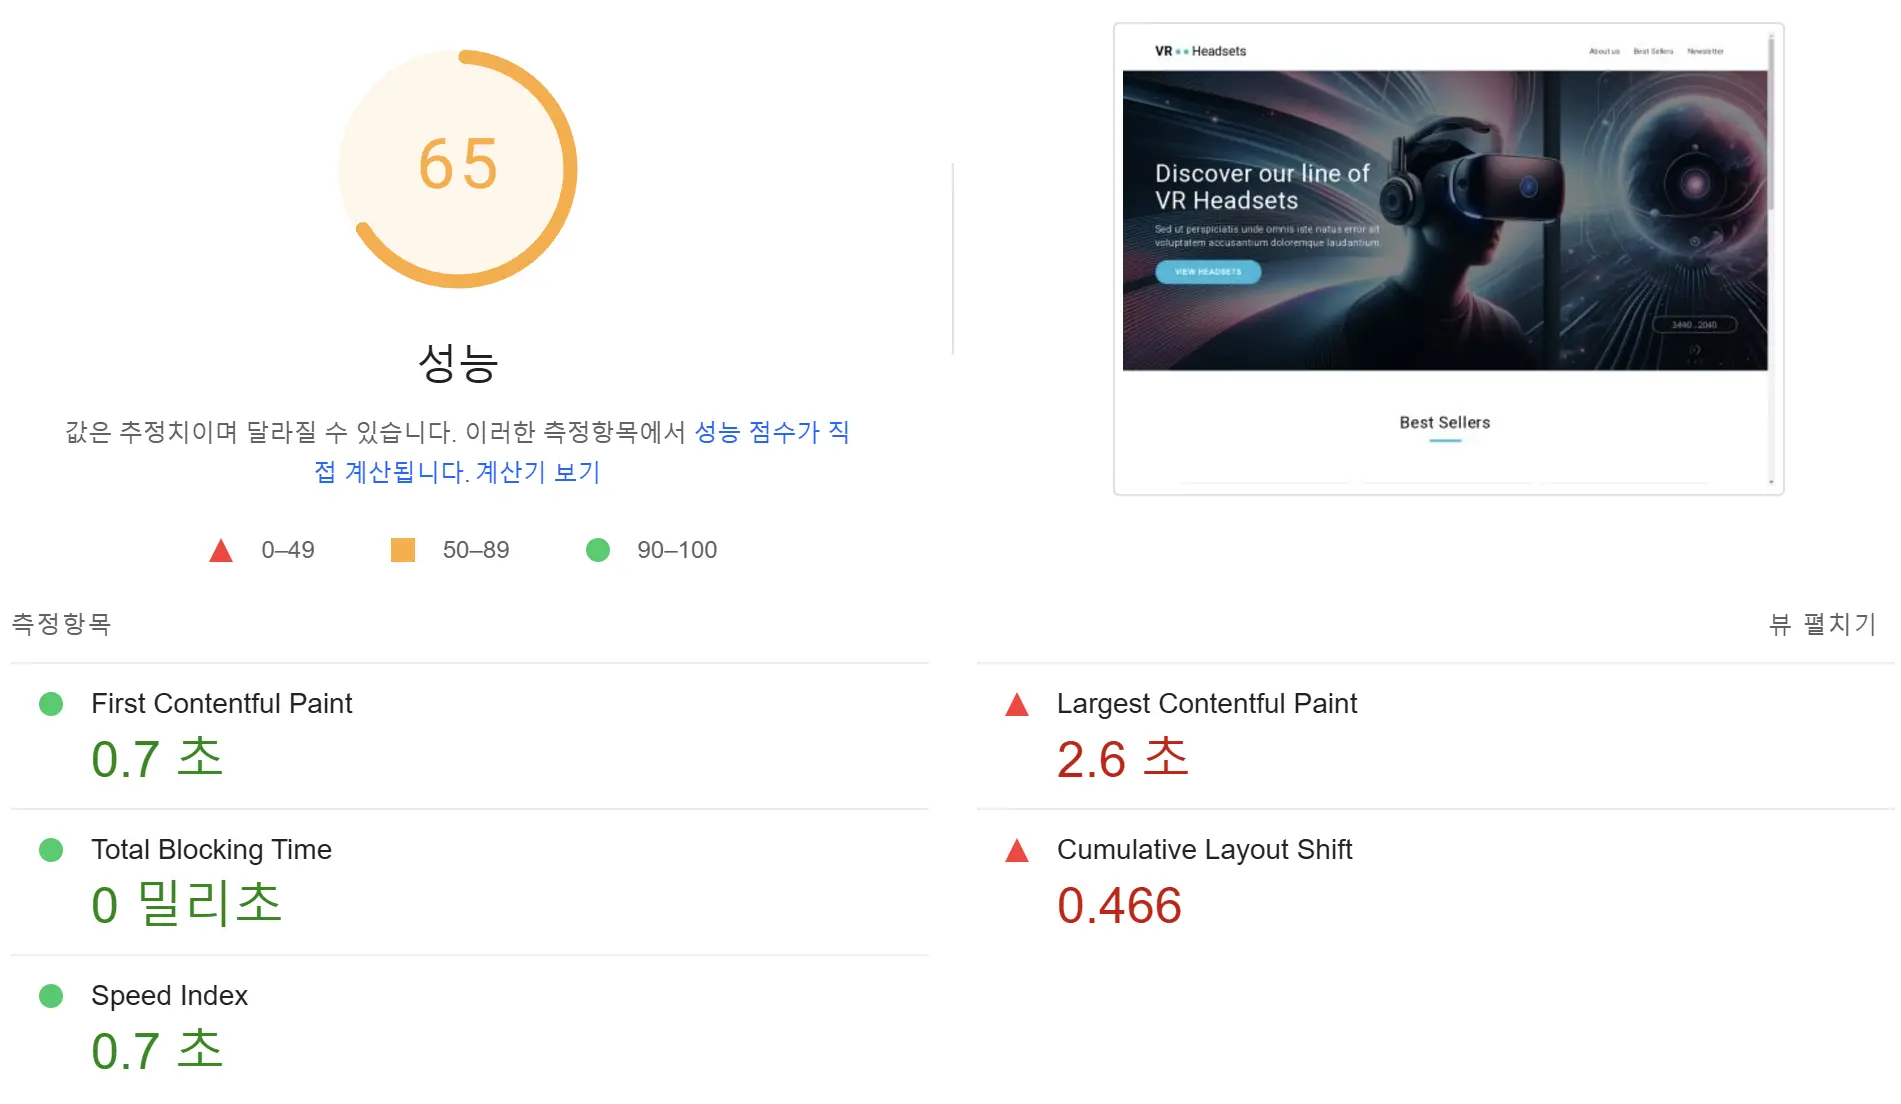 65
성능
값은 추정치이며 달라질 수 있습니다. 이러한 측정항목에서 성능 점수가 직
접 계산됩니다. 계산기 보기
0–49
50–89
90–100
VR Headsets
About us
Best Sellers
Newsletter
Discover our line of
VR Headsets
Sed ut perspiciatis unde omnis iste natus error sit
voluptatem accusantium doloremque laudantium.
VIEW HEADSETS
Best Sellers
측정항목
뷰 펼치기
First Contentful Paint
0.7 초
Largest Contentful Paint
2.6 초
Total Blocking Time
0 밀리초
Cumulative Layout Shift
0.466
Speed Index
0.7 초